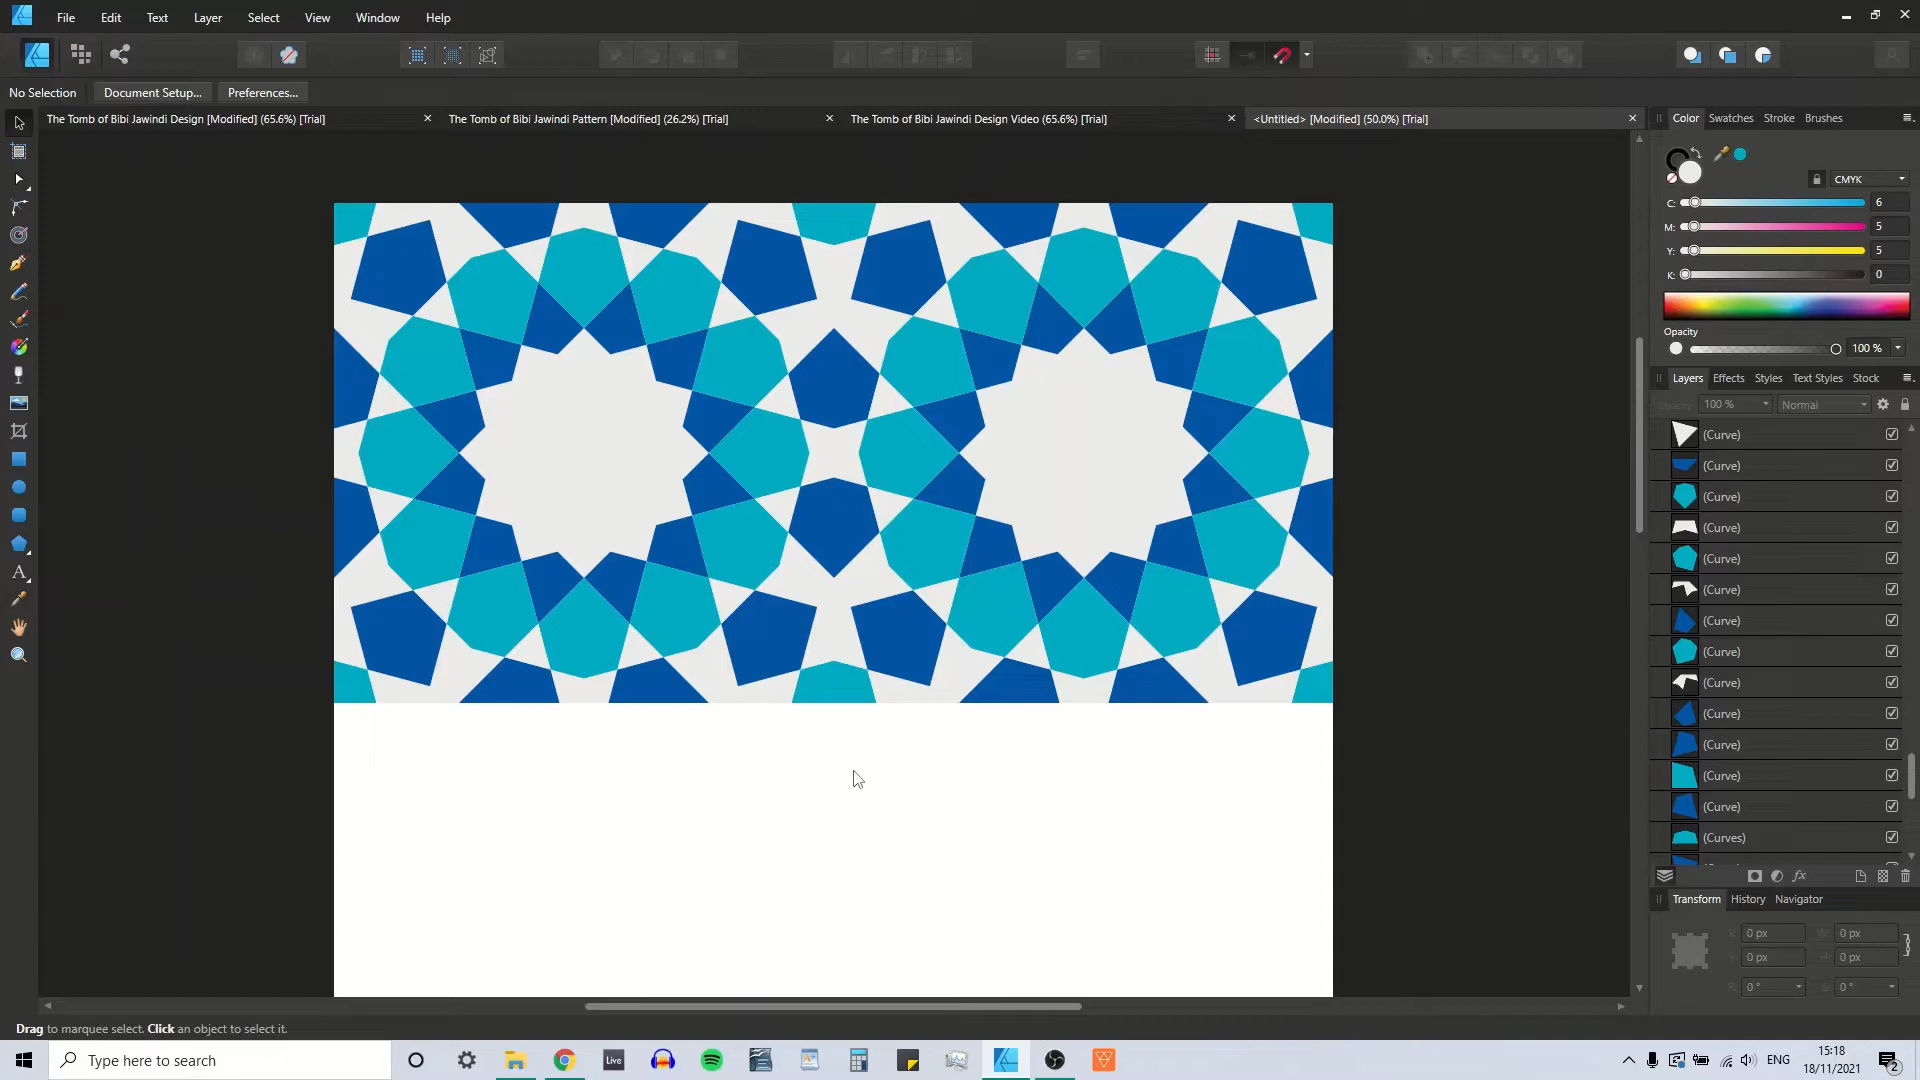 File Edit Text Layer Select View Window Help
No Selection Document Setup... Preferences...
The Tomb of Bibi Jawindi Design [Modified] (65.6%) [Trial]
The Tomb of Bibi Jawindi Pattern [Modified] (26.2%) [Trial]
The Tomb of Bibi Jawindi Design Video (65.6%) [Trial]
<Untitled> [Modified] (50.0%) [Trial]
Color Swatches Stroke Brushes
CMYK
C: 6
M: 5
Y: 5
K: 0
Opacity
100 %
Layers Effects Styles Text Styles Stock
Opacity: 100 % Normal
(Curve)
(Curve)
(Curve)
(Curve)
(Curve)
(Curve)
(Curve)
(Curve)
(Curve)
(Curve)
(Curve)
(Curve)
(Curve)
(Curves)
fx
Transform History Navigator
X: 0 px W: 0 px
Y: 0 px H: 0 px
R: 0 ° S: 0 °
Drag to marquee select. Click an object to select it.
Type here to search
Live
ENG
15:18
18/11/2021
2